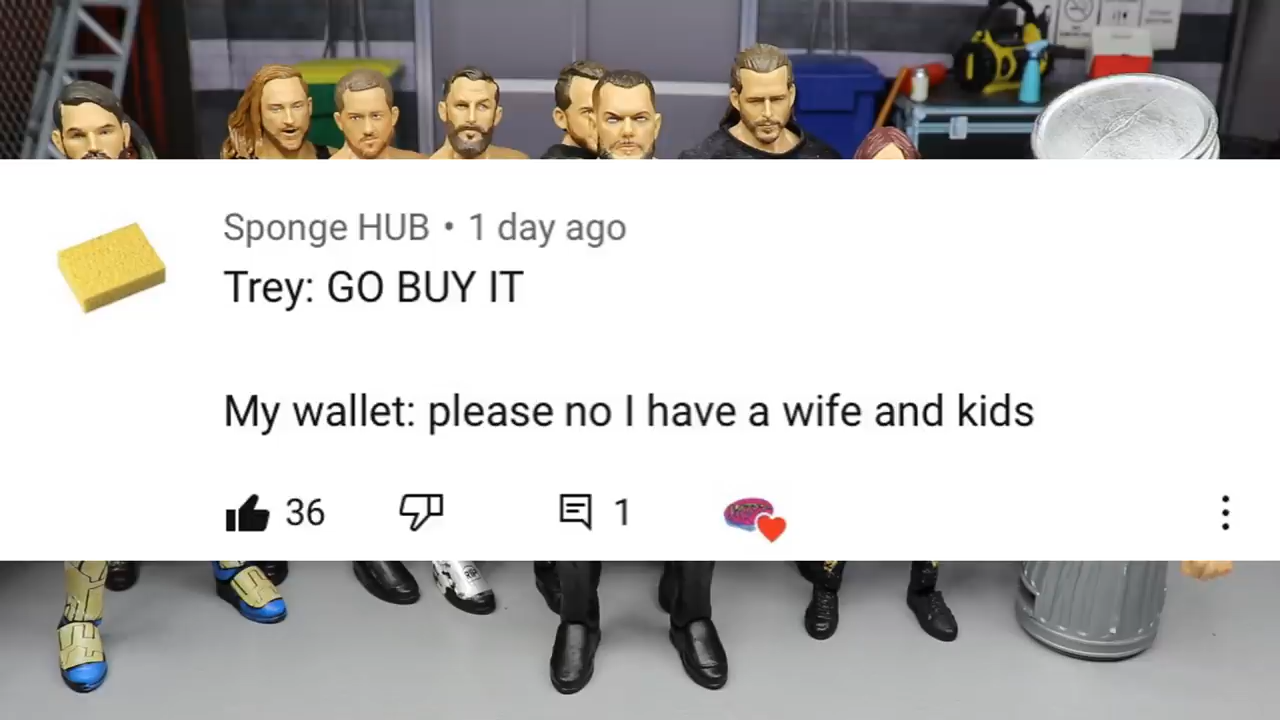 Sponge HUB • 1 day ago
Trey: GO BUY IT
My wallet: please no I have a wife and kids
36
1